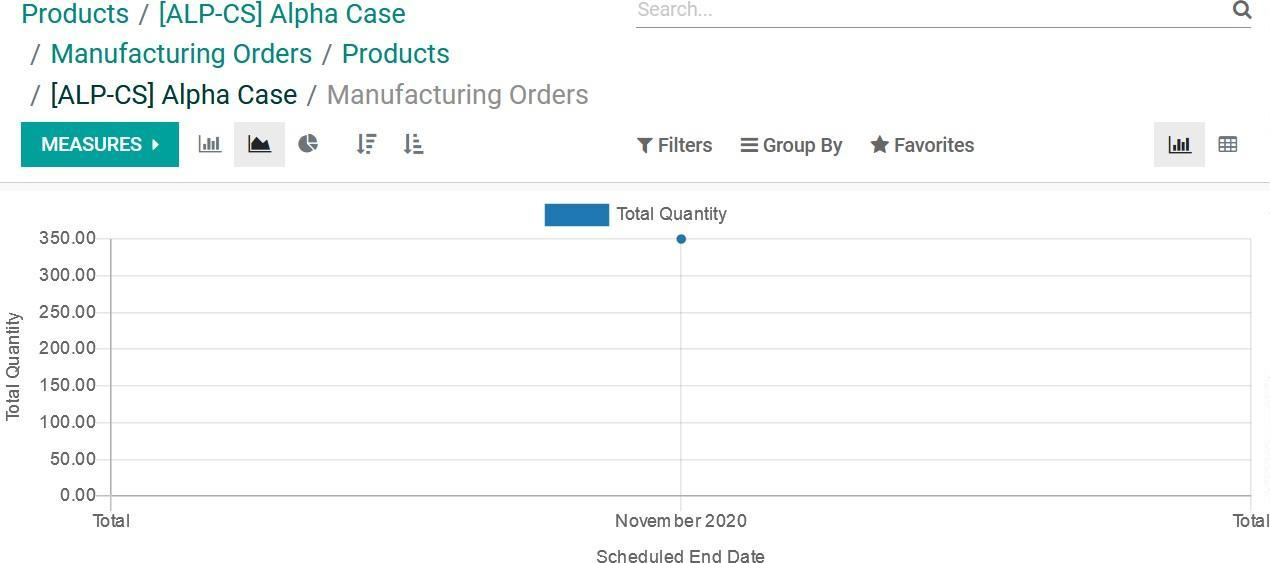 Products / [ALP-CS] Alpha Case
Search...
/ Manufacturing Orders / Products
/ [ALP-CS] Alpha Case / Manufacturing Orders
MEASURES
Filters Group By Favorites
Total Quantity
350.00
300.00
250.00
200.00
150.00
100.00
50.00
0.00
Total Quantity
Total November 2020 Total
Scheduled End Date